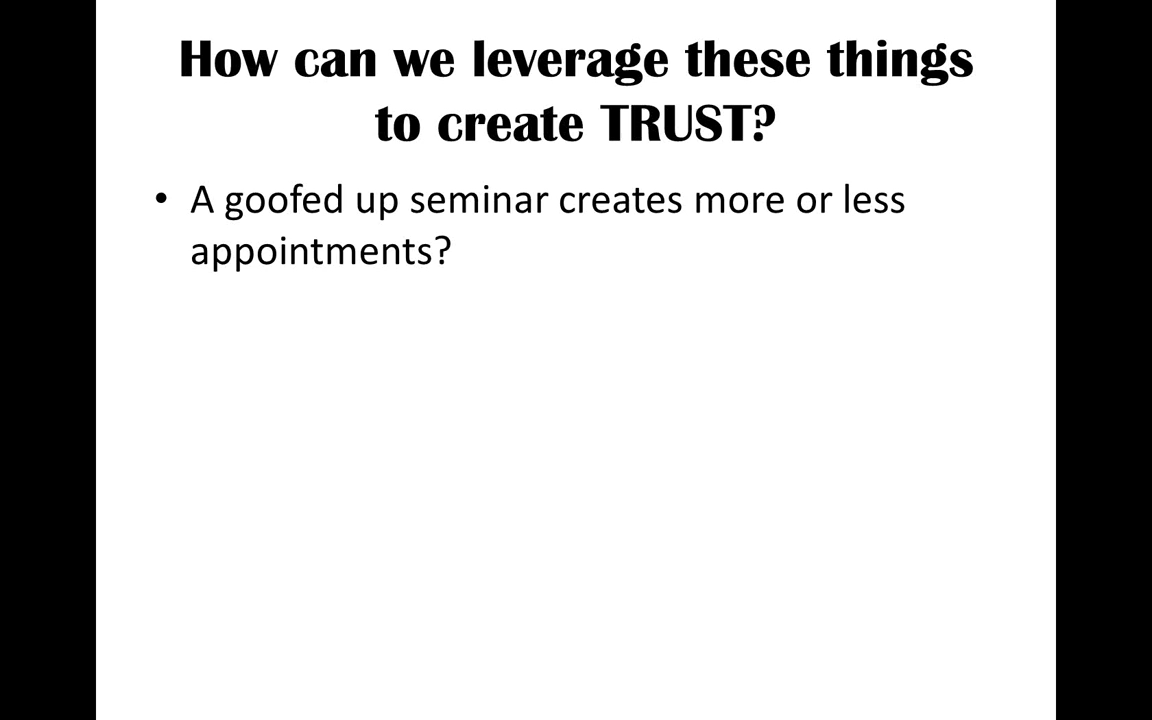 How can we leverage these things
to create TRUST?
• A goofed up seminar creates more or less
appointments?